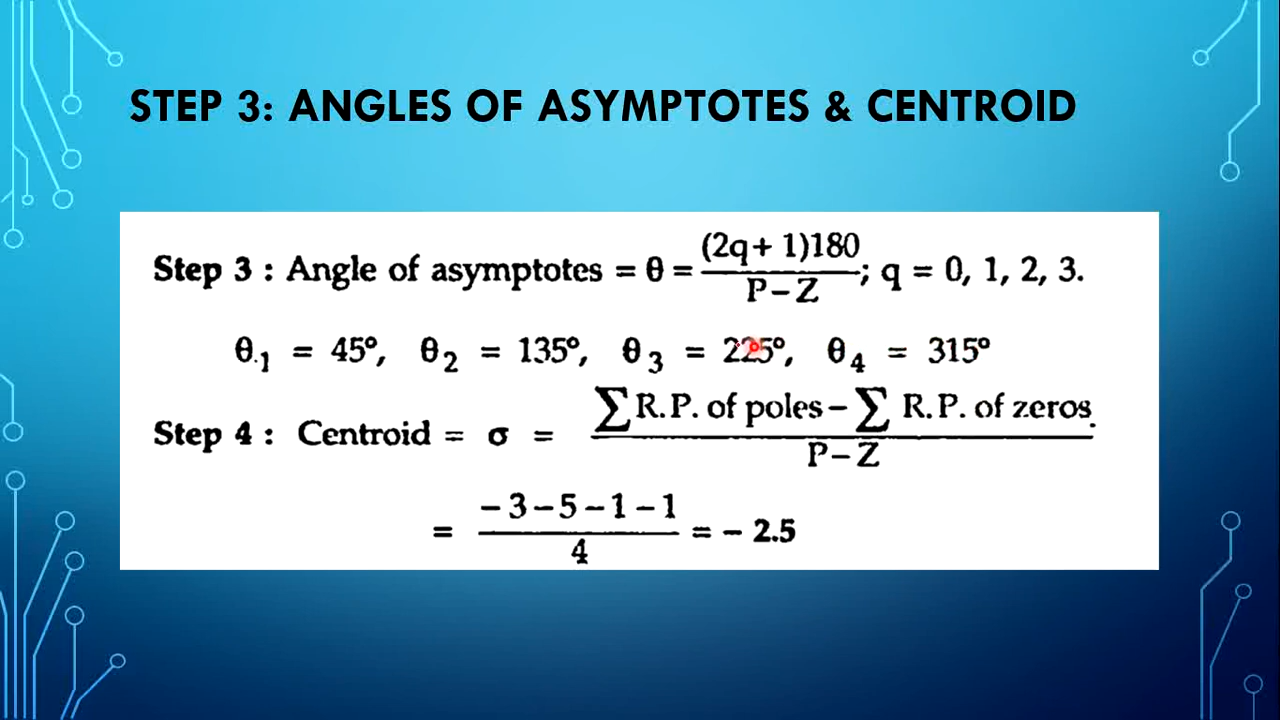 STEP 3: ANGLES OF ASYMPTOTES & CENTROID
Step 3 : Angle of asymptotes = θ = (2q + 1)180 / P – Z ; q = 0, 1, 2, 3.
θ1 = 45°, θ2 = 135°, θ3 = 225°, θ4 = 315°
Step 4 : Centroid = σ = ∑ R.P. of poles – ∑ R.P. of zeros. / P – Z
= – 3 – 5 – 1 – 1 / 4 = – 2.5